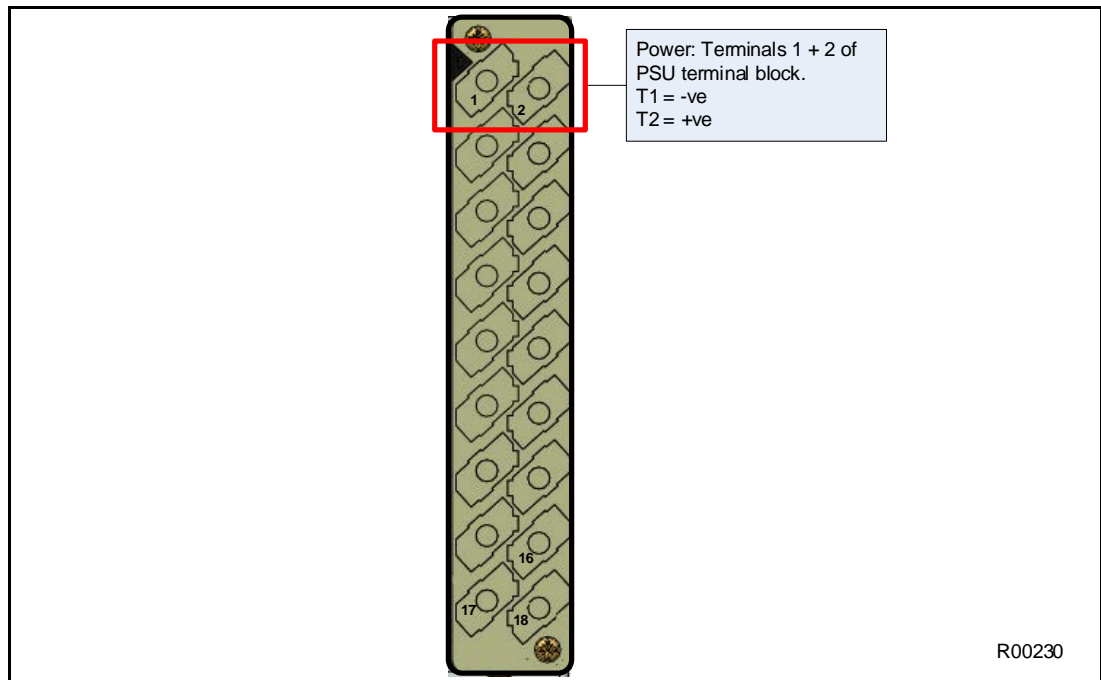 Power: Terminals 1 + 2 of
PSU terminal block.
T1 = -ve
T2 = +ve
1
2
16
17
18
R00230